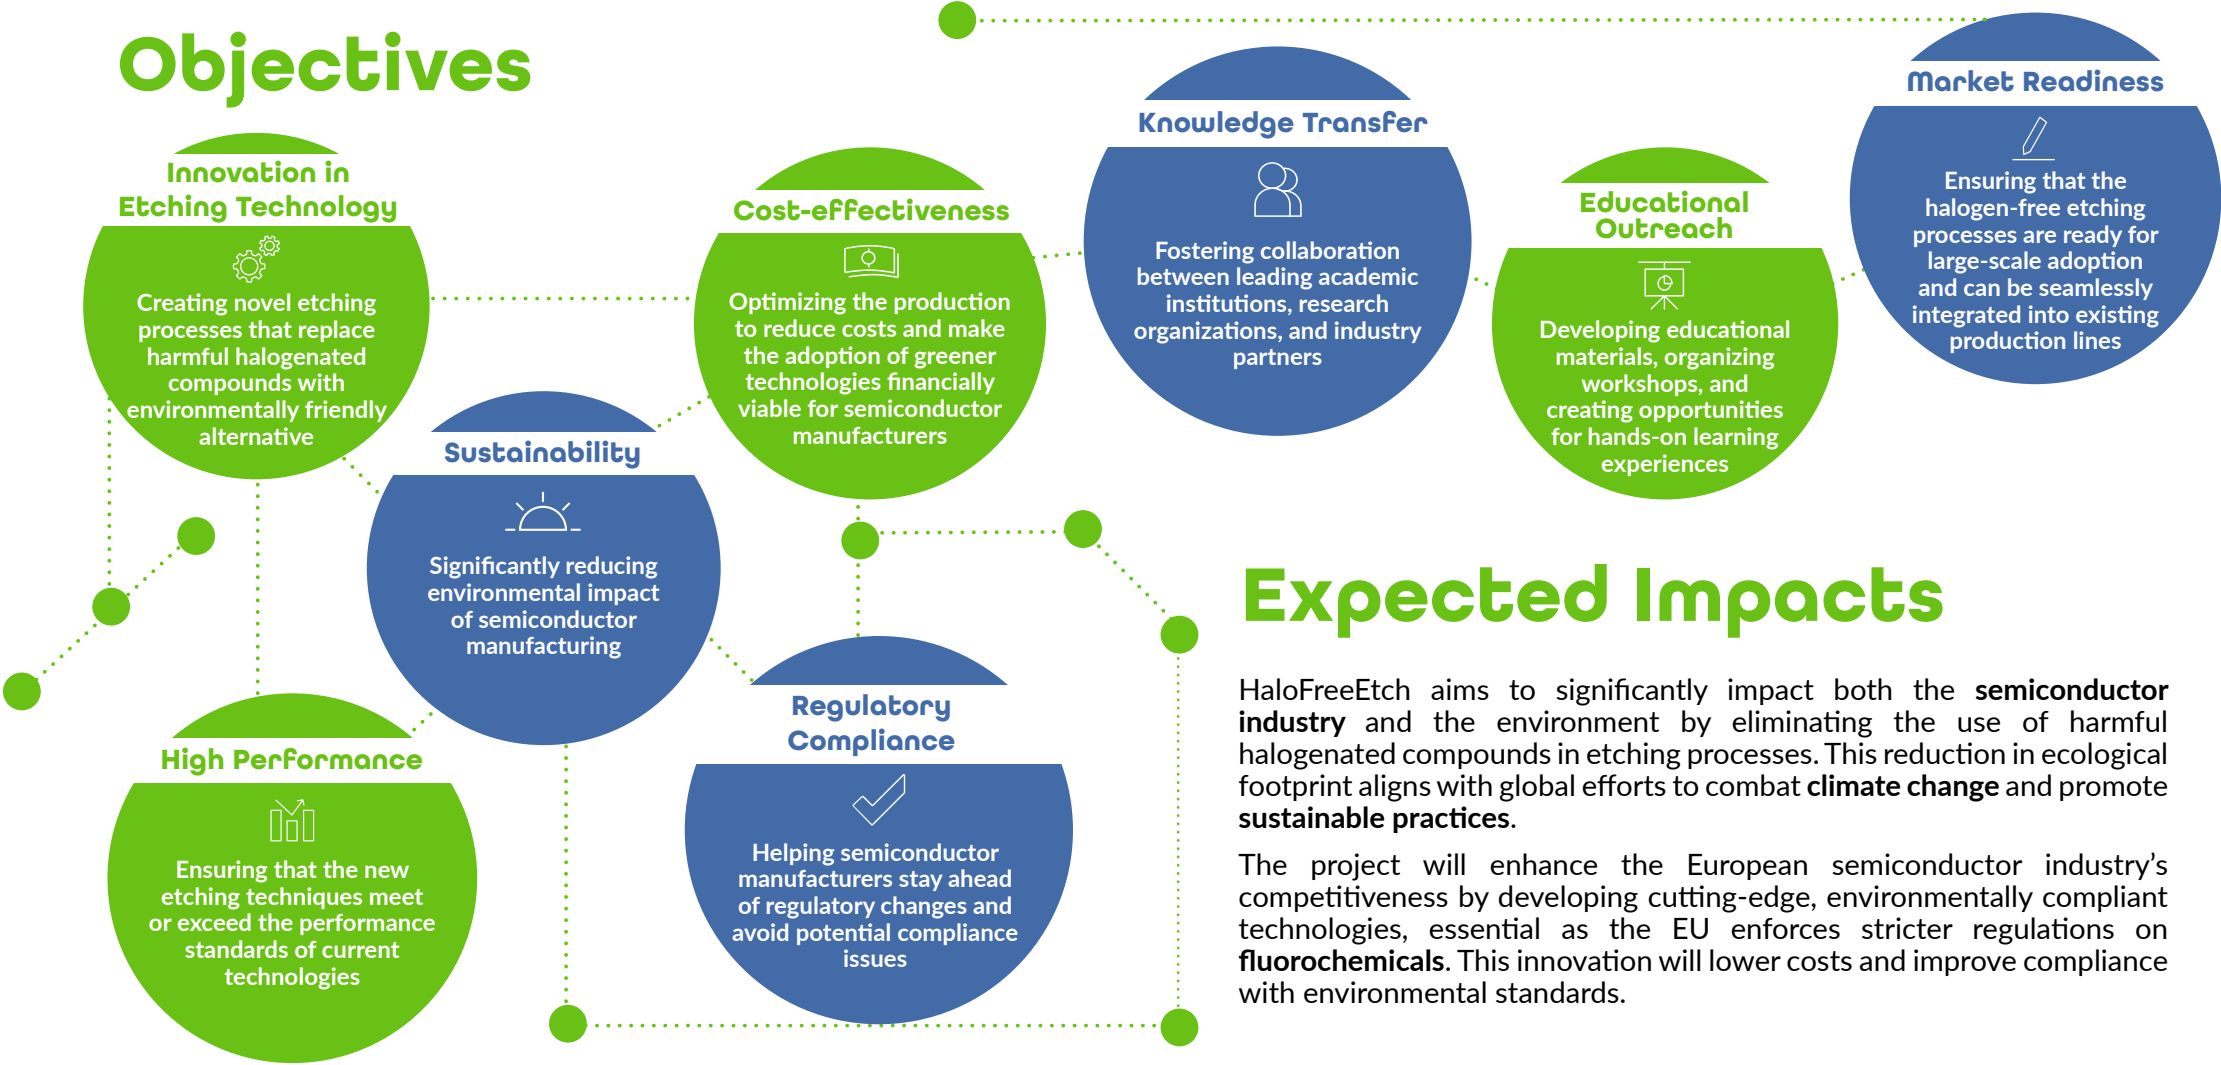 Objectives
Innovation in
Etching Technology
Creating novel etching
processes that replace
harmful halogenated
compounds with
environmentally friendly
alternative
Sustainability
Significantly reducing
environmental impact
of semiconductor
manufacturing
High Performance
Ensuring that the new
etching techniques meet
or exceed the performance
standards of current
technologies
Cost-effectiveness
Optimizing the production
to reduce costs and make
the adoption of greener
technologies financially
viable for semiconductor
manufacturers
Regulatory
Compliance
Helping semiconductor
manufacturers stay ahead
of regulatory changes and
avoid potential compliance
issues
Knowledge Transfer
Fostering collaboration
between leading academic
institutions, research
organizations, and industry
partners
Educational
Outreach
Developing educational
materials, organizing
workshops, and
creating opportunities
for hands-on learning
experiences
Market Readiness
Ensuring that the
halogen-free etching
processes are ready for
large-scale adoption
and can be seamlessly
integrated into existing
production lines
Expected Impacts
HaloFreeEtch aims to significantly impact both the semiconductor
industry and the environment by eliminating the use of harmful
halogenated compounds in etching processes. This reduction in ecological
footprint aligns with global efforts to combat climate change and promote
sustainable practices.
The project will enhance the European semiconductor industry’s
competitiveness by developing cutting-edge, environmentally compliant
technologies, essential as the EU enforces stricter regulations on
fluorochemicals. This innovation will lower costs and improve compliance
with environmental standards.